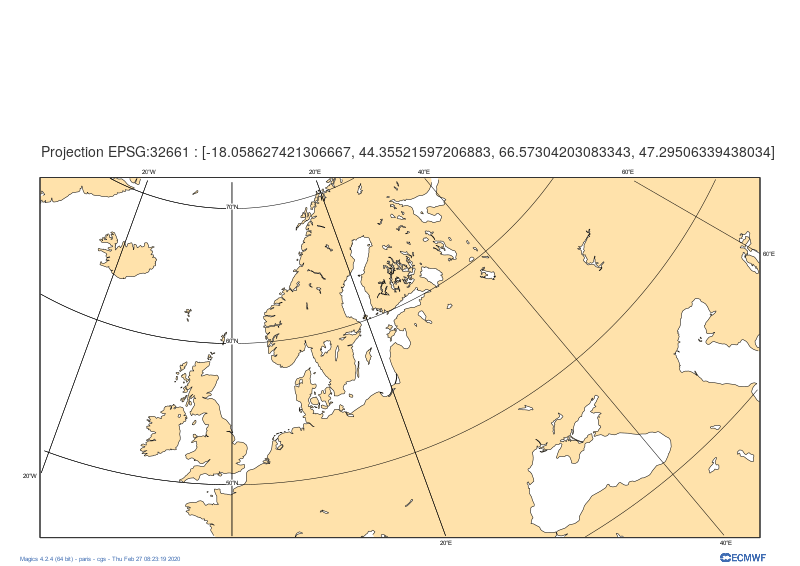 Projection EPSG:32661 : [-18.058627421306667, 44.35521597206883, 66.57304203083343, 47.29506339438034]
20°W 20°E 40°E 60°E
70°N
60°E
60°N
20°W
50°N
20°E 40°E
Magics 4.2.4 (64 bit) - paris - cgs - Thu Feb 27 08:23:19 2020
ECMWF